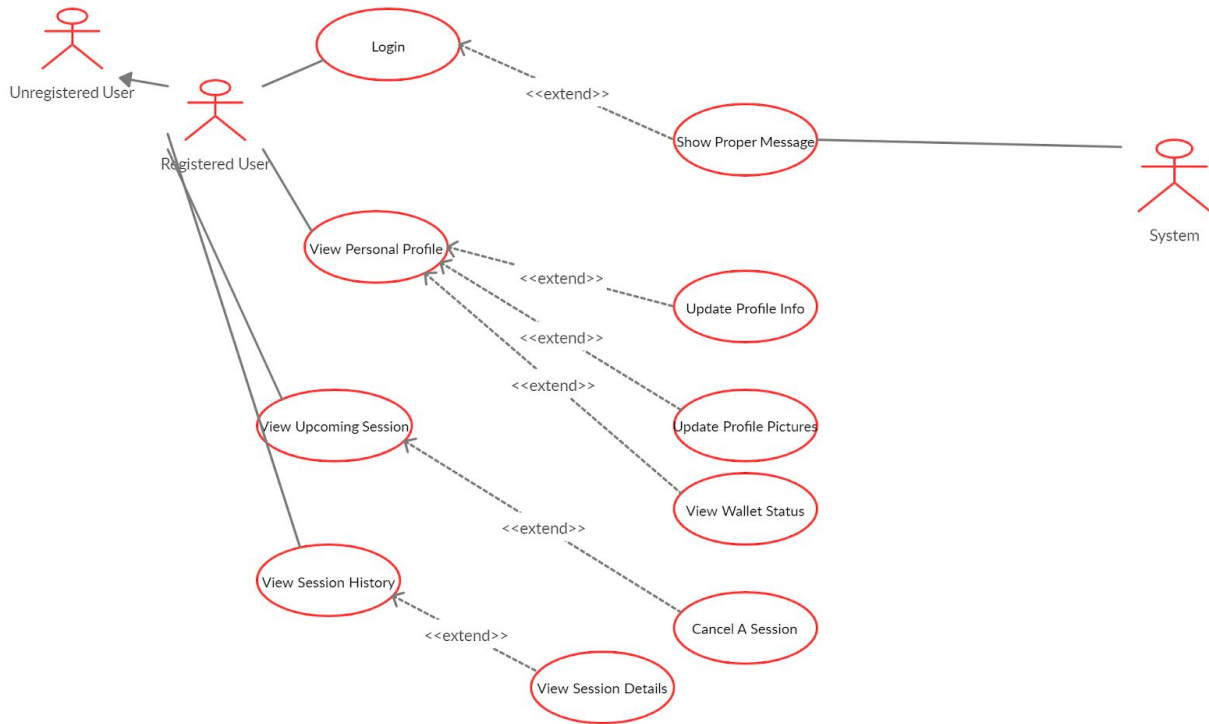 Login
Unregistered User
<<extend>>
Show Proper Message
Registered User
System
View Personal Profile
<<extend>>
Update Profile Info
<<extend>>
<<extend>>
View Upcoming Session
Update Profile Pictures
View Wallet Status
<<extend>>
View Session History
Cancel A Session
<<extend>>
View Session Details